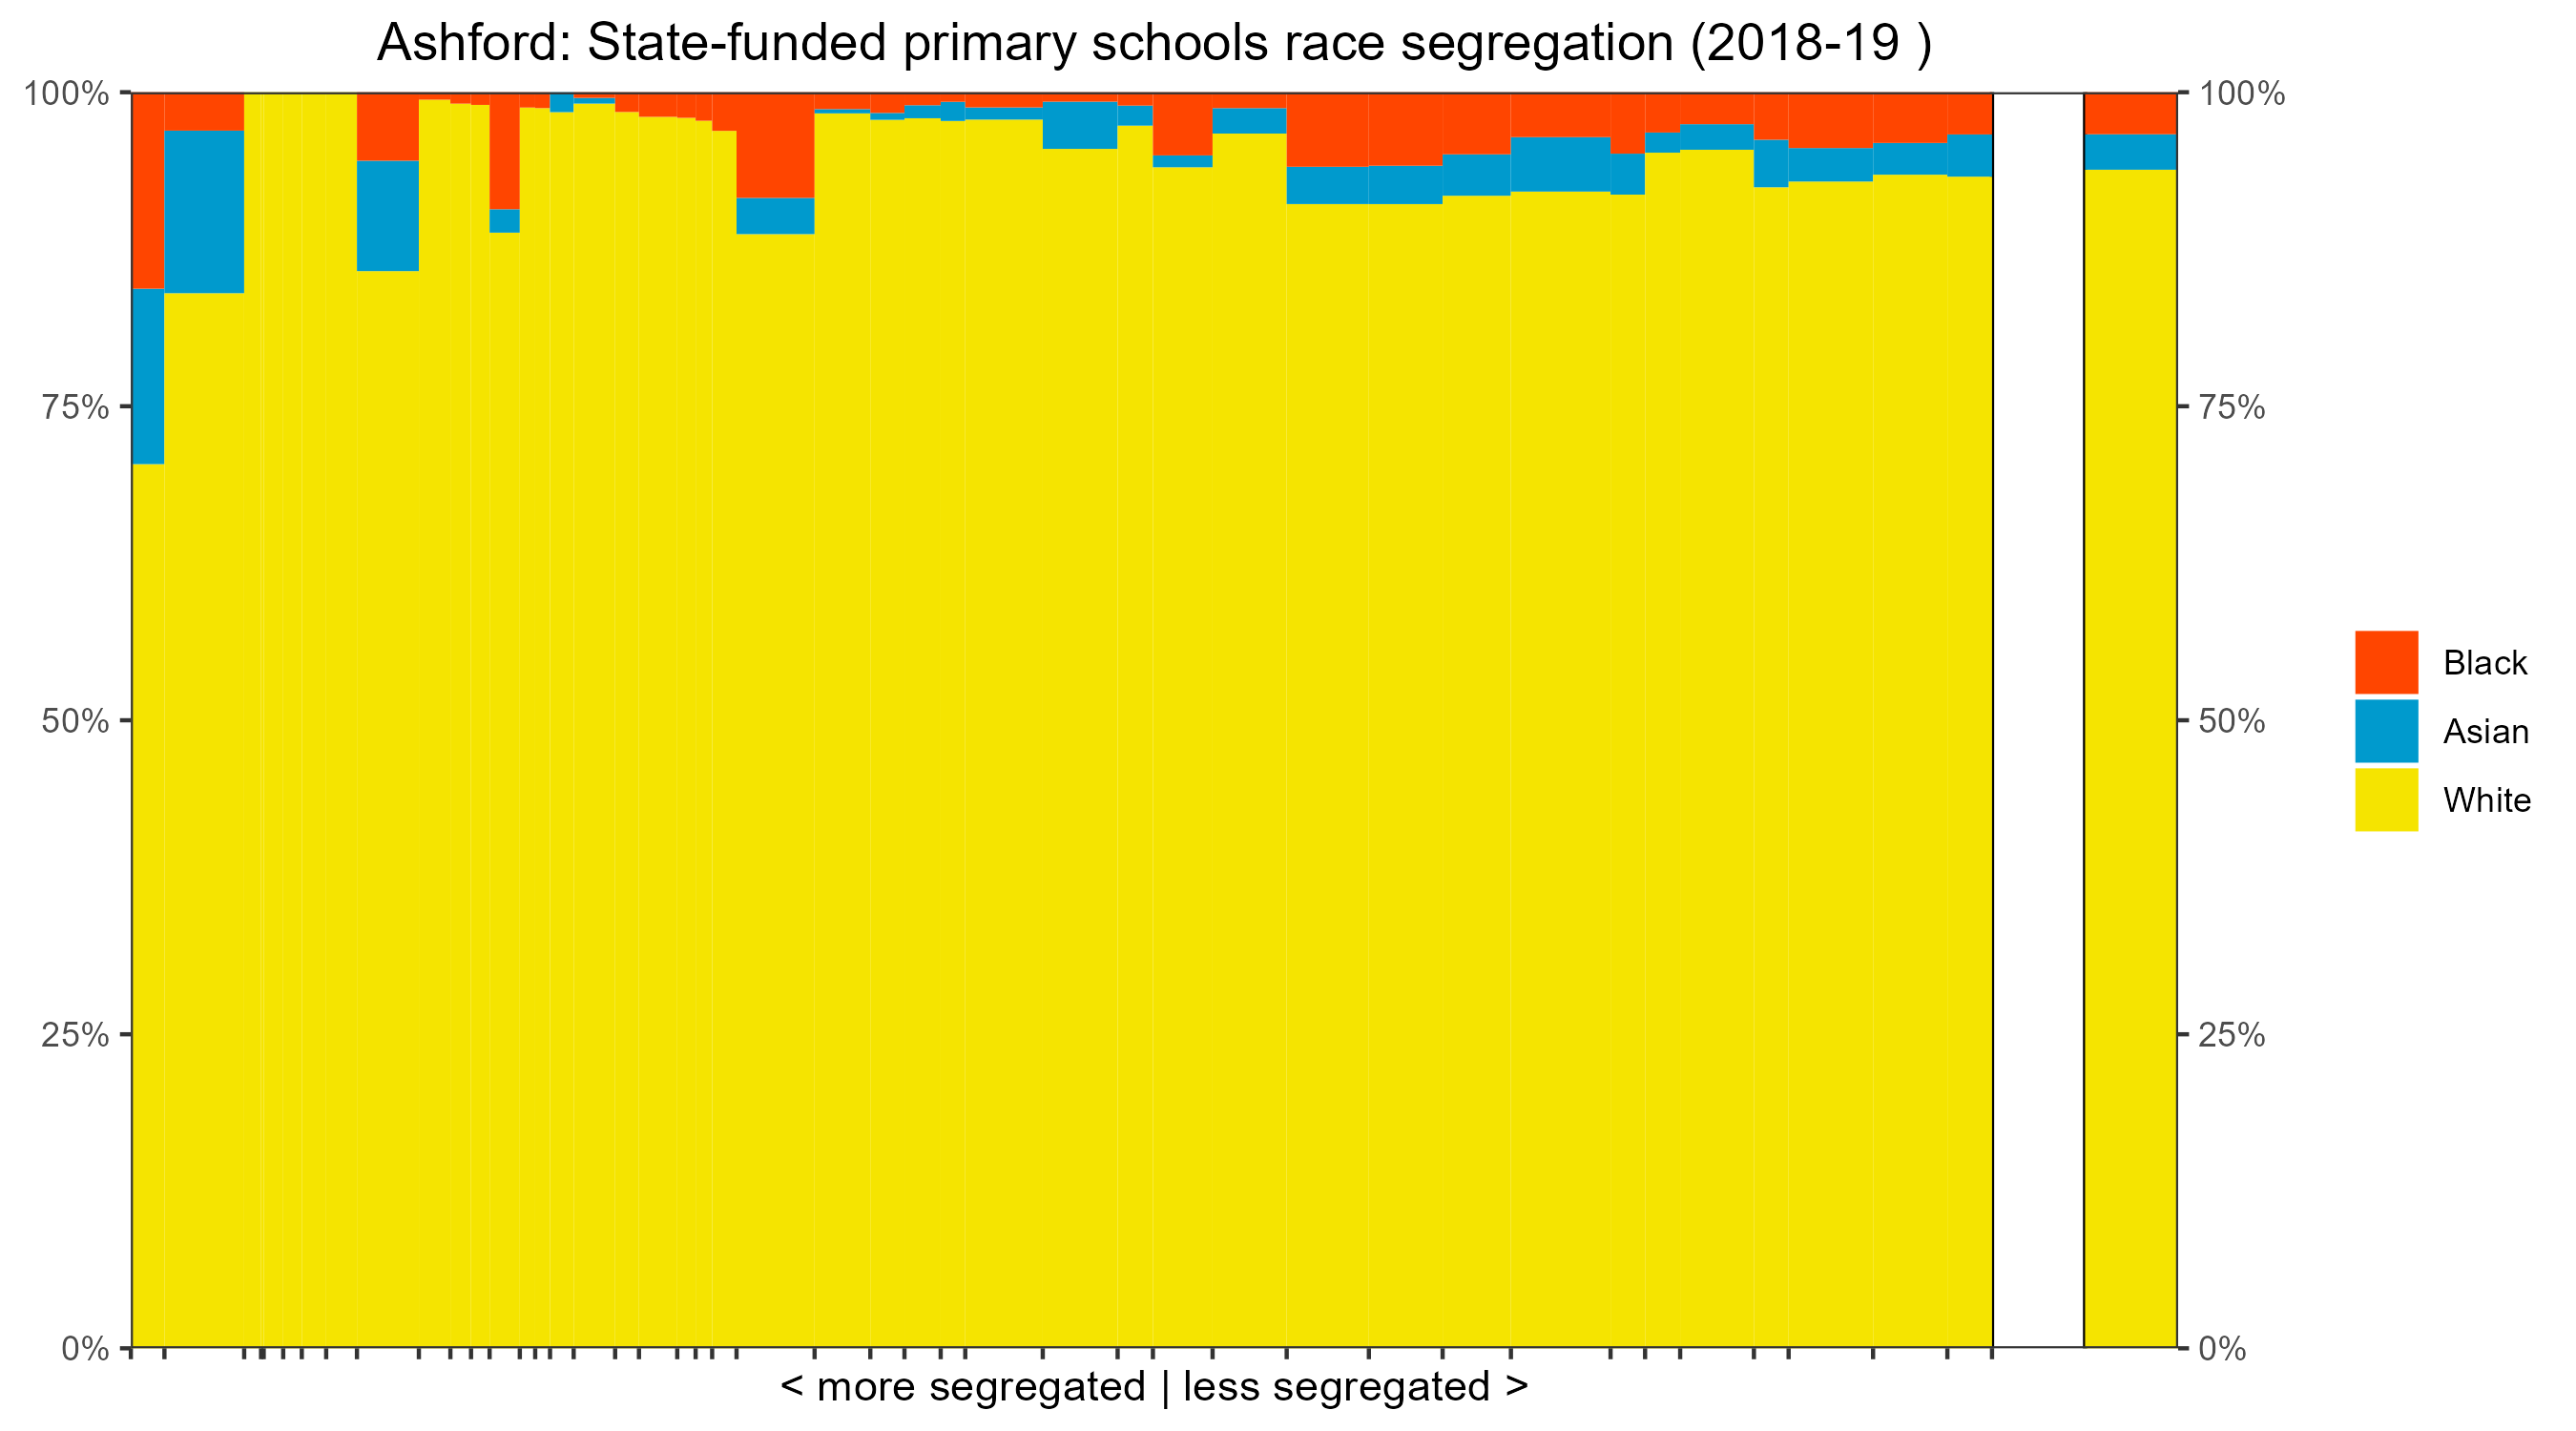 Ashford: State-funded primary schools race segregation (2018-19 )
100%
100%
75%
75%
50%
50%
25%
25%
0%
0%
Black
Asian
White
< more segregated | less segregated >